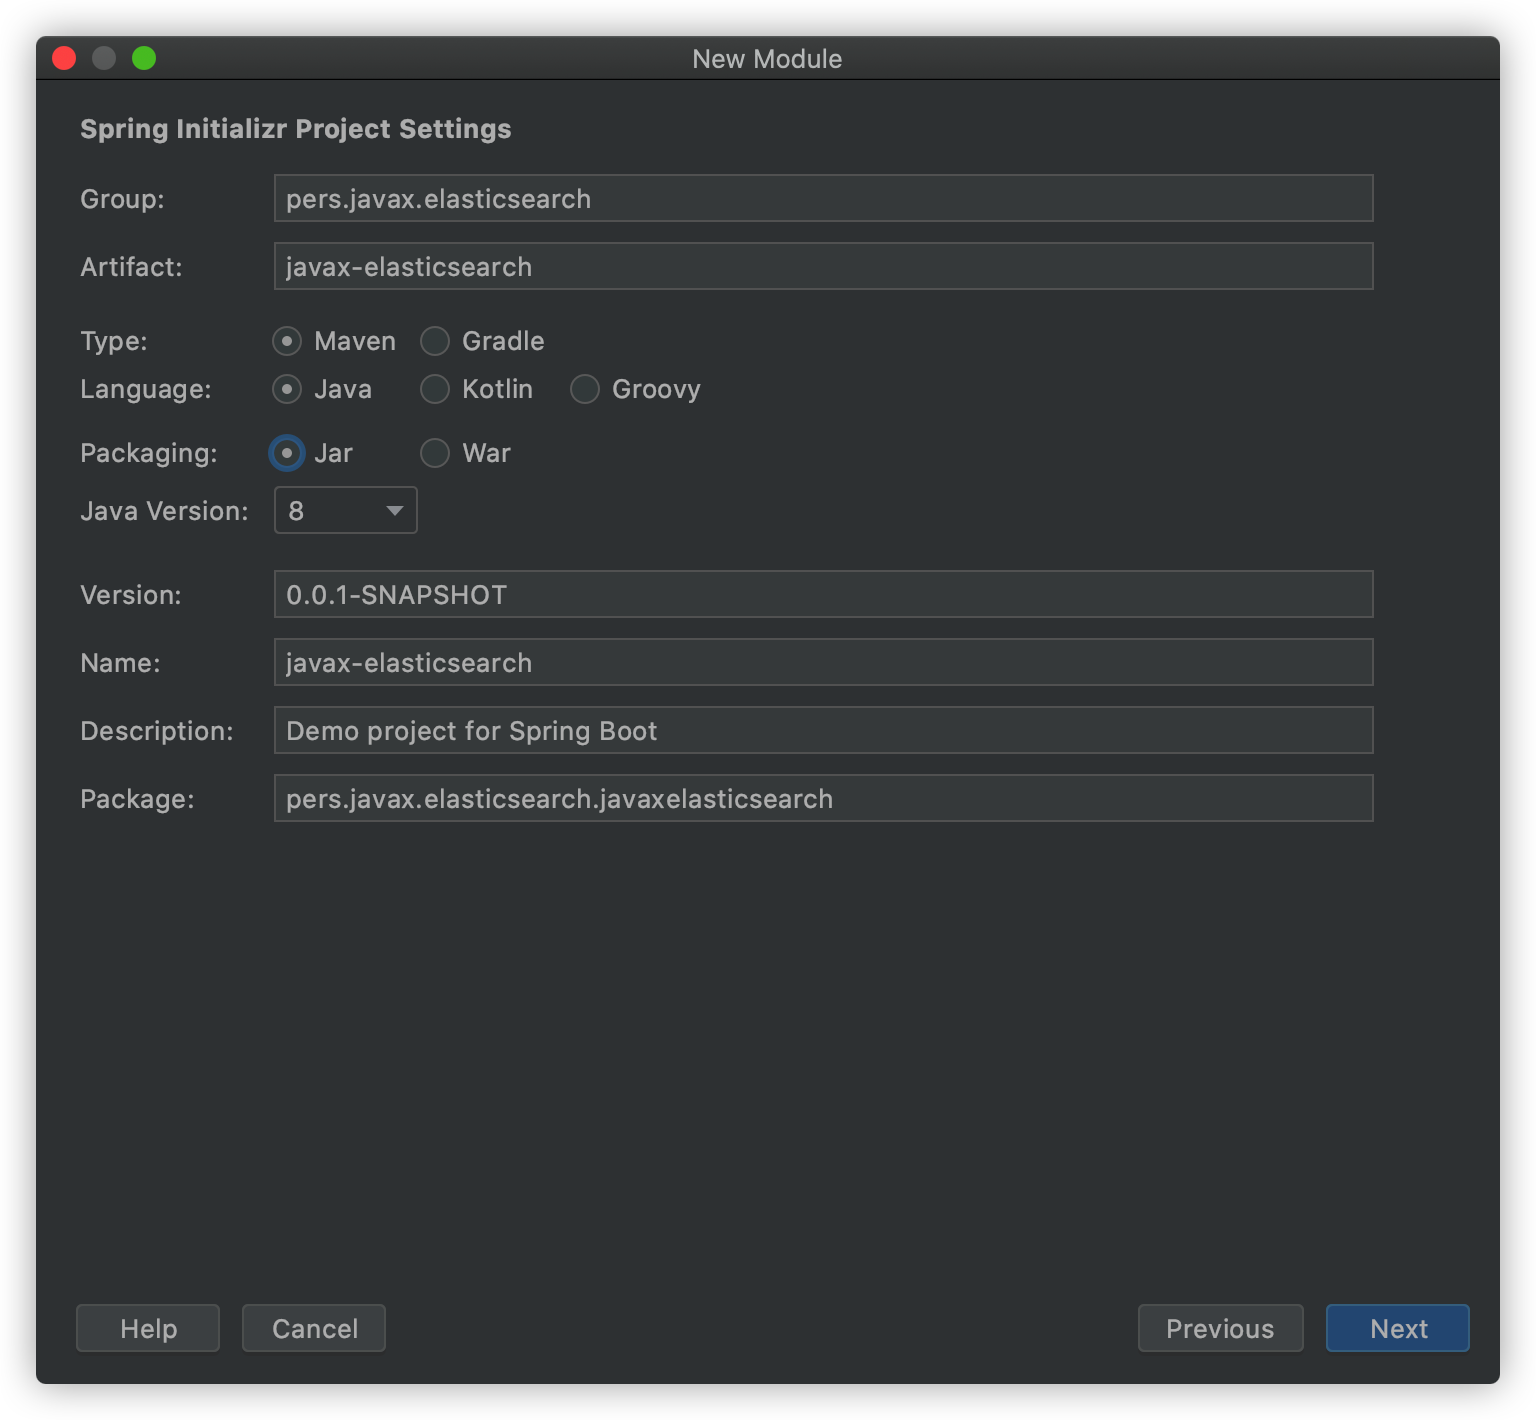 New Module
Spring Initializr Project Settings
Group: pers.javax.elasticsearch
Artifact: javax-elasticsearch
Type: Maven Gradle
Language: Java Kotlin Groovy
Packaging: Jar War
Java Version: 8
Version: 0.0.1-SNAPSHOT
Name: javax-elasticsearch
Description: Demo project for Spring Boot
Package: pers.javax.elasticsearch.javaxelasticsearch
Help Cancel Previous Next